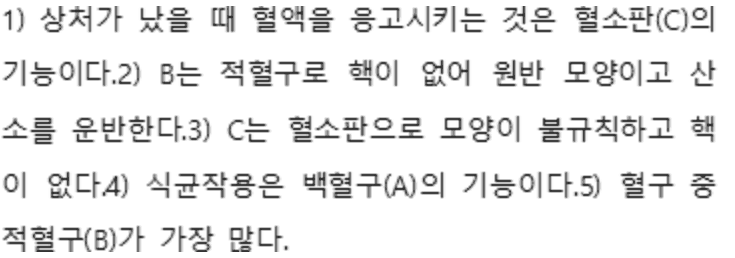 1) 상처가 났을 때 혈액을 응고시키는 것은 혈소판(C)의
기능이다.2) B는 적혈구로 핵이 없어 원반 모양이고 산
소를 운반한다.3) C는 혈소판으로 모양이 불규칙하고 핵
이 없다.4) 식균작용은 백혈구(A)의 기능이다.5) 혈구 중
적혈구(B)가 가장 많다.